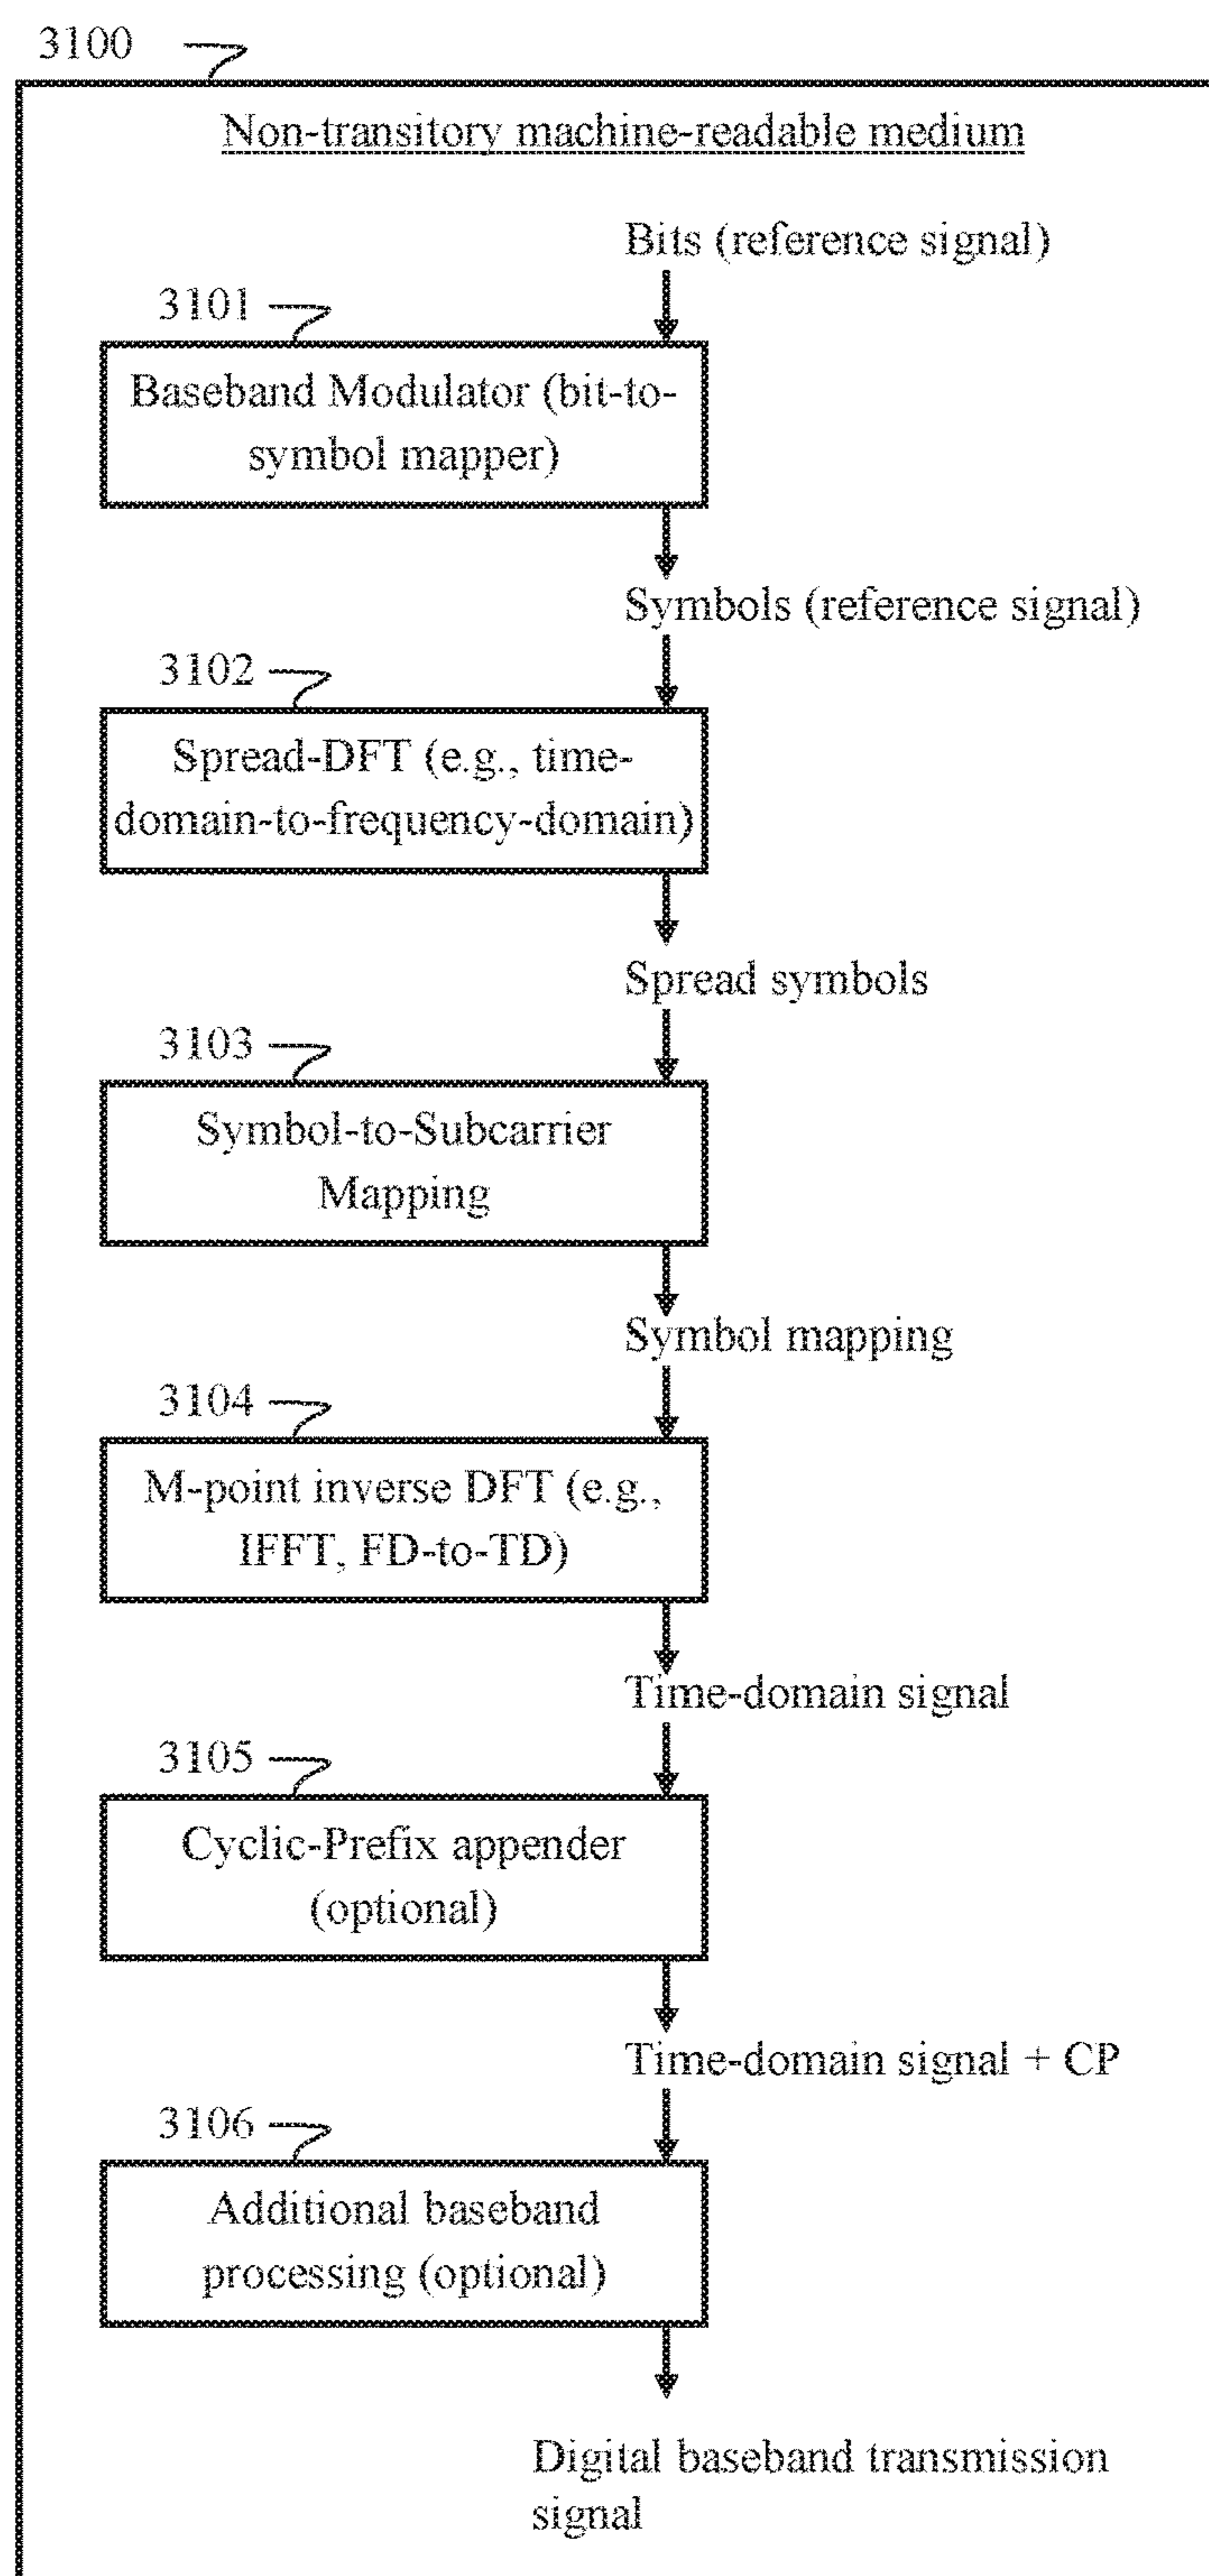 3100
Non-transitory machine-readable medium
Bits (reference signal)
3101
Baseband Modulator (bit-to-
symbol mapper)
Symbols (reference signal)
3102
Spread-DFT (e.g., time-
domain-to-frequency-domain)
Spread symbols
3103
Symbol-to-Subcarrier
Mapping
Symbol mapping
3104
M-point inverse DFT (e.g.,
IFFT, FD-to-TD)
Time-domain signal
3105
Cyclic-Prefix appender
(optional)
Time-domain signal + CP
3106
Additional baseband
processing (optional)
Digital baseband transmission
signal